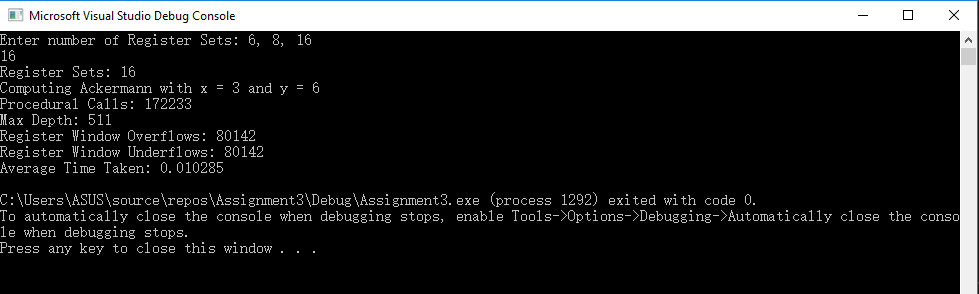 Microsoft Visual Studio Debug Console
Enter number of Register Sets: 6, 8, 16
16
Register Sets: 16
Computing Ackermann with x = 3 and y = 6
Procedural Calls: 172233
Max Depth: 511
Register Window Overflows: 80142
Register Window Underflows: 80142
Average Time Taken: 0.010285
C:\Users\ASUS\source\repos\Assignment3\Debug\Assignment3.exe (process 1292) exited with code 0.
To automatically close the console when debugging stops, enable Tools->Options->Debugging->Automatically close the conso
le when debugging stops.
Press any key to close this window . . .